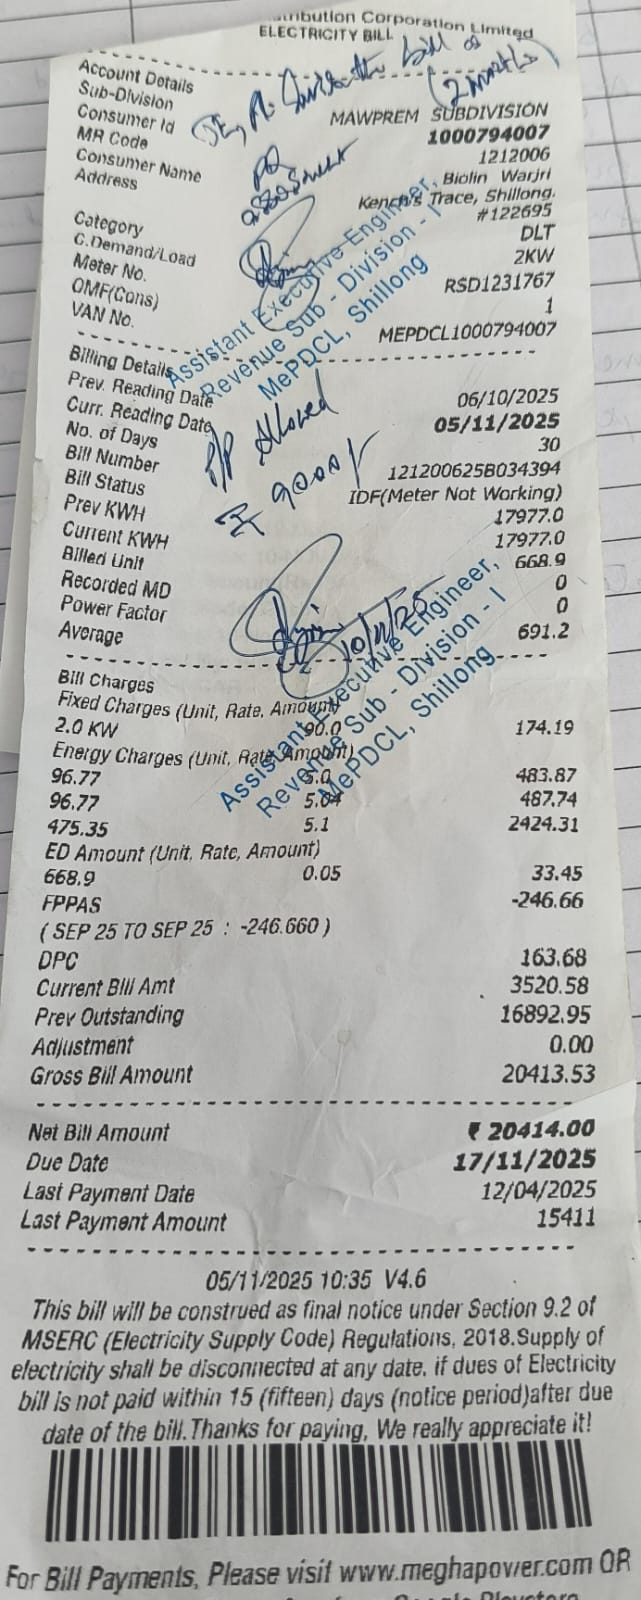 tribution Corporation Limited
ELECTRICITY BILL
bill of
(2 months)
Account Details
Sub-Division MAWPREM SUBDIVISION
Consumer Id 1000794007
MR Code 1212006
Consumer Name Biolin Warjri
Address Kench's Trace, Shillong.
#122695
Category DLT
C.Demand/Load 2KW
Meter No. RSD1231767
OMF(Cons) 1
VAN No. MEPDCL1000794007
Assistant Executive Engineer,
Revenue Sub - Division - I
MePDCL, Shillong
Billing Details
Prev. Reading Date 06/10/2025
Curr. Reading Date 05/11/2025
No. of Days 30
Bill Number 121200625B034394
Bill Status IDF(Meter Not Working)
Prev KWH 17977.0
Current KWH 17977.0
Billed Unit 668.9
Recorded MD 0
Power Factor 0
Average 691.2
P/P Allowed
₹ 9000/-
10/11/25
Assistant Executive Engineer,
Revenue Sub - Division - I
MePDCL, Shillong
Bill Charges
Fixed Charges (Unit, Rate, Amount)
2.0 KW 90.0 174.19
Energy Charges (Unit, Rate, Amount)
96.77 5.0 483.87
96.77 5.04 487.74
475.35 5.1 2424.31
ED Amount (Unit, Rate, Amount)
668.9 0.05 33.45
FPPAS -246.66
( SEP 25 TO SEP 25 : -246.660 )
DPC 163.68
Current Bill Amt 3520.58
Prev Outstanding 16892.95
Adjustment 0.00
Gross Bill Amount 20413.53
Net Bill Amount ₹ 20414.00
Due Date 17/11/2025
Last Payment Date 12/04/2025
Last Payment Amount 15411
05/11/2025 10:35 V4.6
This bill will be construed as final notice under Section 9.2 of
MSERC (Electricity Supply Code) Regulations, 2018.Supply of
electricity shall be disconnected at any date, if dues of Electricity
bill is not paid within 15 (fifteen) days (notice period)after due
date of the bill.Thanks for paying, We really appreciate it!
For Bill Payments, Please visit www.meghapower.com OR
Google Playstore